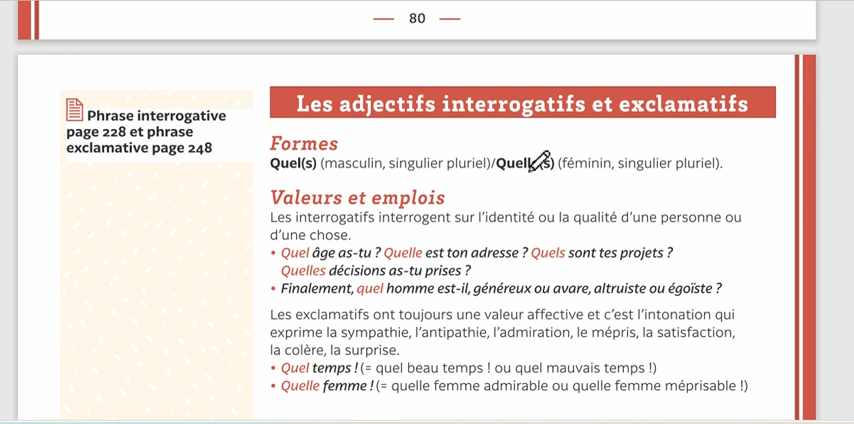 80
Phrase interrogative
page 228 et phrase
exclamative page 248
Les adjectifs interrogatifs et exclamatifs
Formes
Quel(s) (masculin, singulier pluriel)/Quelle(s) (féminin, singulier pluriel).
Valeurs et emplois
Les interrogatifs interrogent sur l'identité ou la qualité d'une personne ou
d'une chose.
• Quel âge as-tu ? Quelle est ton adresse ? Quels sont tes projets ?
Quelles décisions as-tu prises ?
• Finalement, quel homme est-il, généreux ou avare, altruiste ou égoïste ?
Les exclamatifs ont toujours une valeur affective et c'est l'intonation qui
exprime la sympathie, l'antipathie, l'admiration, le mépris, la satisfaction,
la colère, la surprise.
• Quel temps ! (= quel beau temps ! ou quel mauvais temps !)
• Quelle femme ! (= quelle femme admirable ou quelle femme méprisable !)